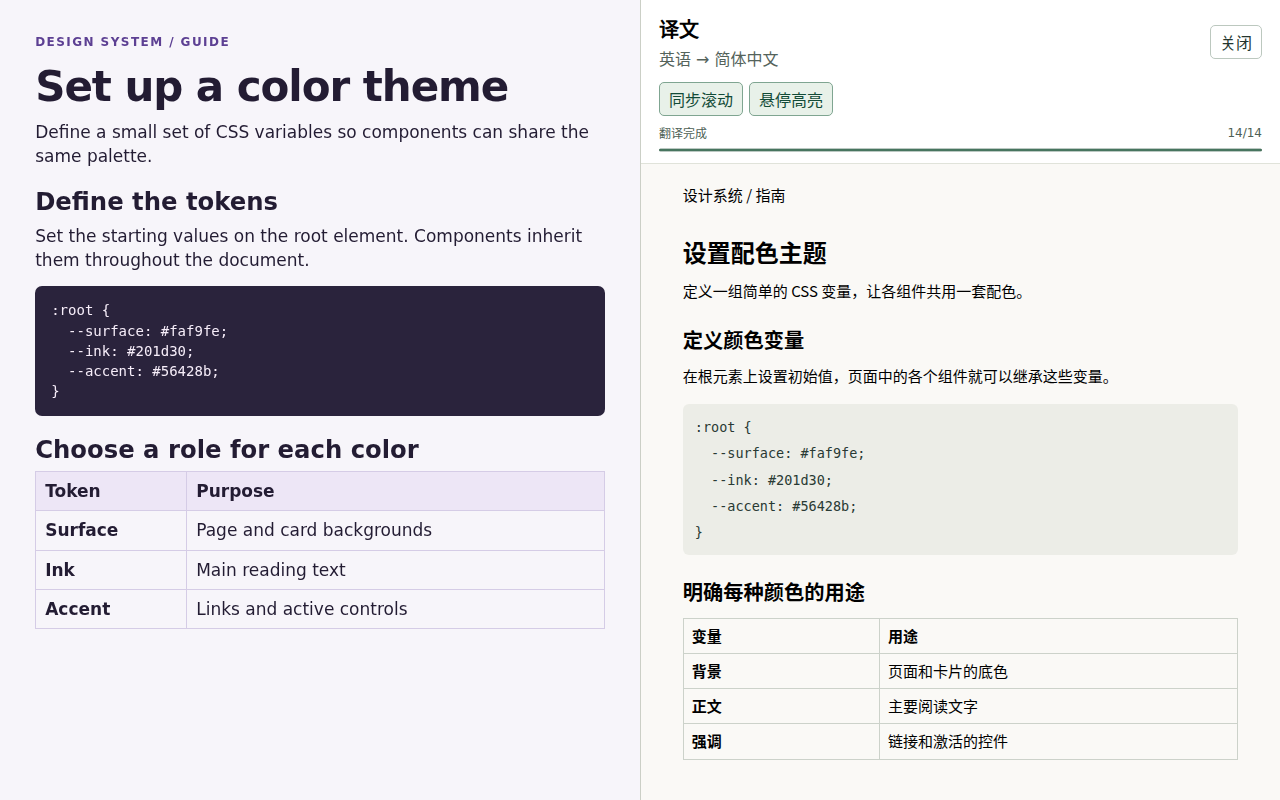 DESIGN SYSTEM / GUIDE
Set up a color theme
Define a small set of CSS variables so components can share the
same palette.
Define the tokens
Set the starting values on the root element. Components inherit
them throughout the document.
:root {
  --surface: #faf9fe;
  --ink: #201d30;
  --accent: #56428b;
}
Choose a role for each color
Token Purpose
Surface Page and card backgrounds
Ink Main reading text
Accent Links and active controls
译文
英语 → 简体中文
关闭
同步滚动 悬停高亮
翻译完成 14/14
设计系统 / 指南
设置配色主题
定义一组简单的 CSS 变量，让各组件共用一套配色。
定义颜色变量
在根元素上设置初始值，页面中的各个组件就可以继承这些变量。
:root {
  --surface: #faf9fe;
  --ink: #201d30;
  --accent: #56428b;
}
明确每种颜色的用途
变量 用途
背景 页面和卡片的底色
正文 主要阅读文字
强调 链接和激活的控件